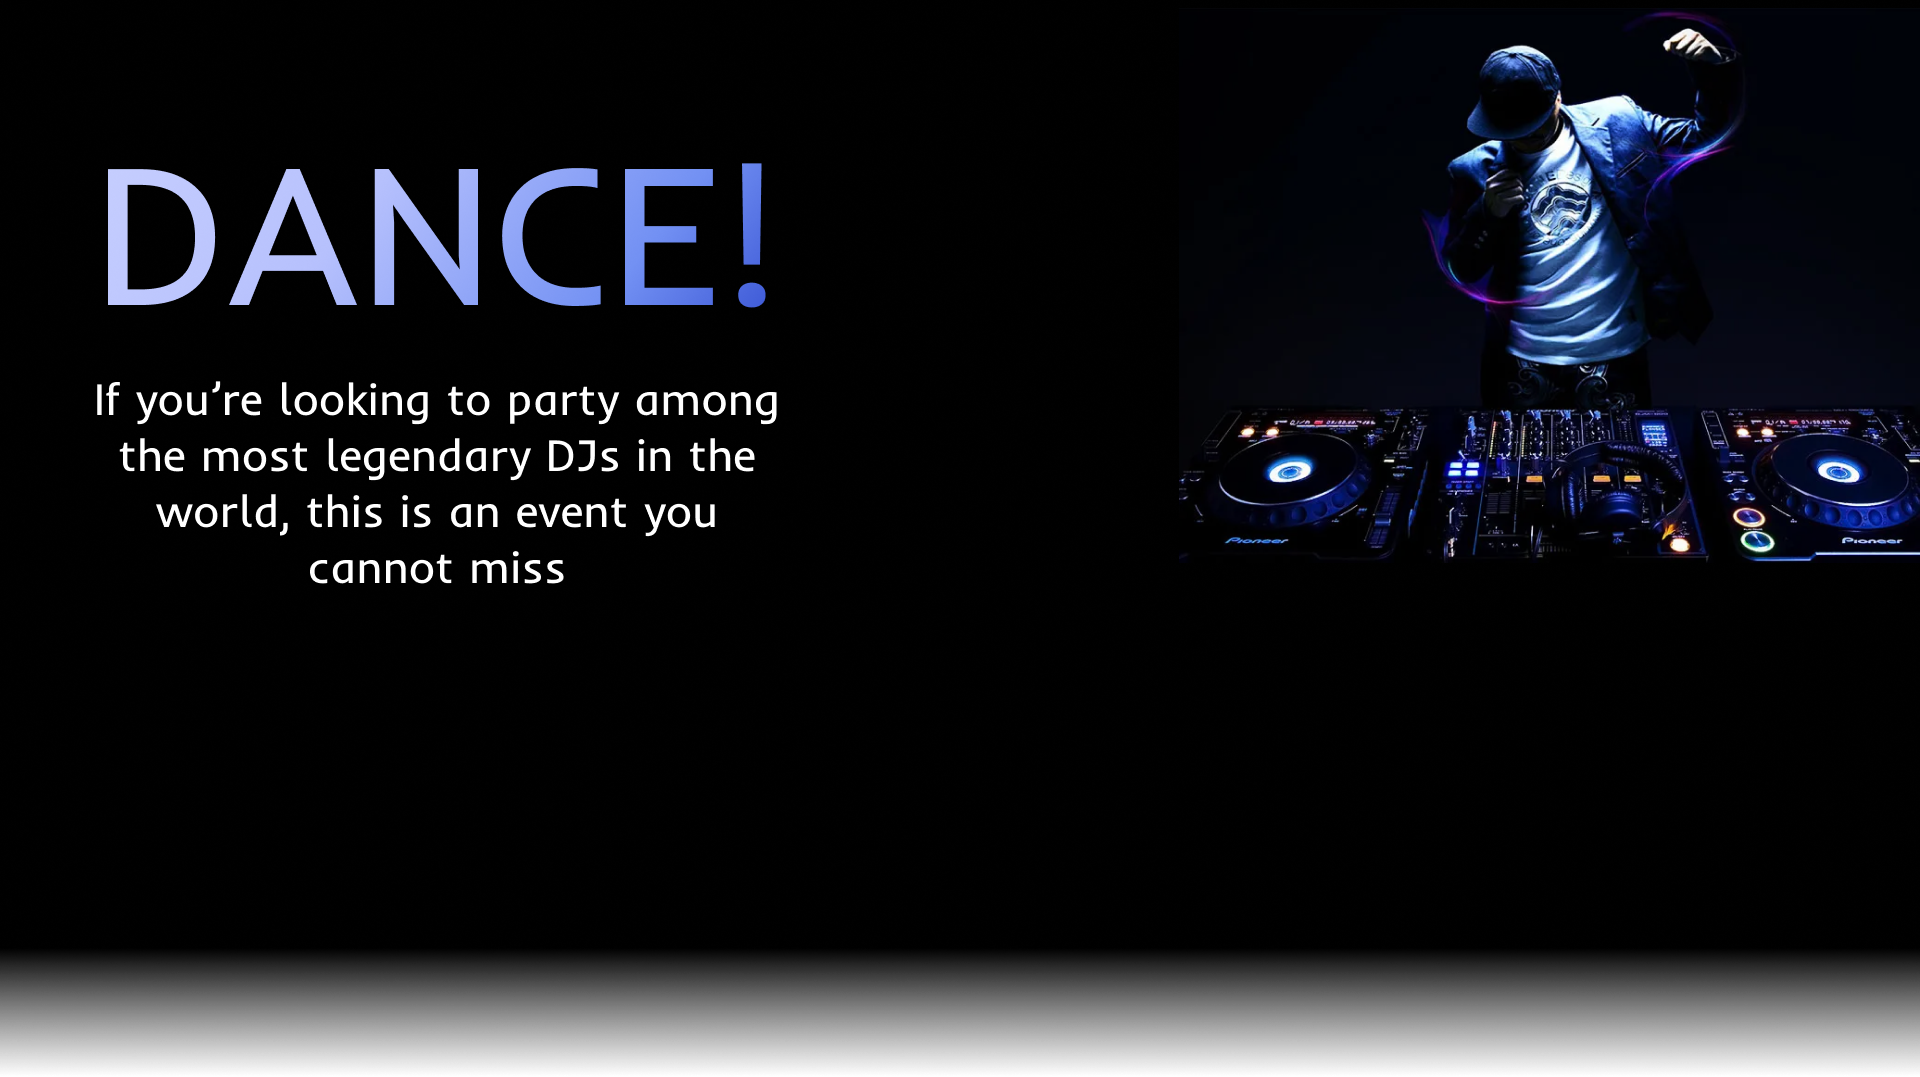 DANCE!
If you’re looking to party among
the most legendary DJs in the
world, this is an event you
cannot miss
Pioneer
Pioneer